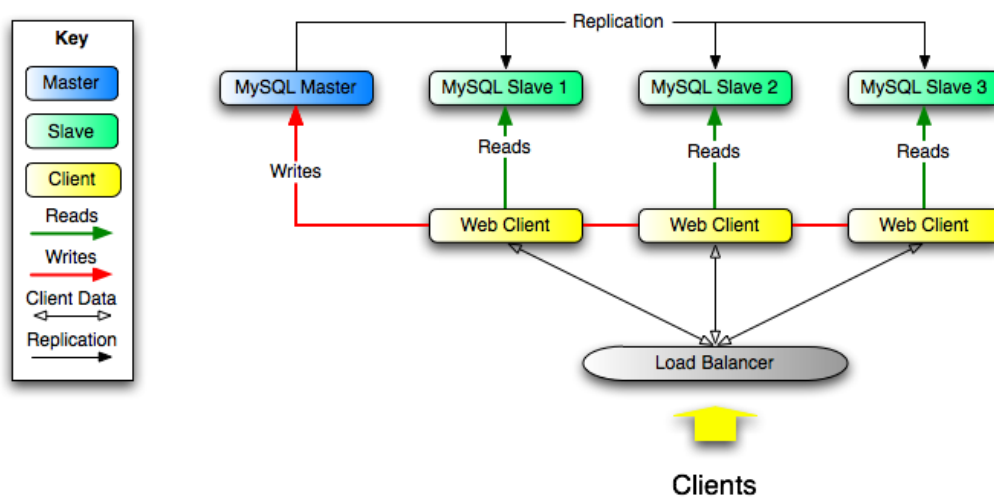 Key
Master
Slave
Client
Reads
Writes
Client Data
Replication
Replication
MySQL Master
MySQL Slave 1
MySQL Slave 2
MySQL Slave 3
Writes
Reads
Reads
Reads
Web Client
Web Client
Web Client
Load Balancer
Clients